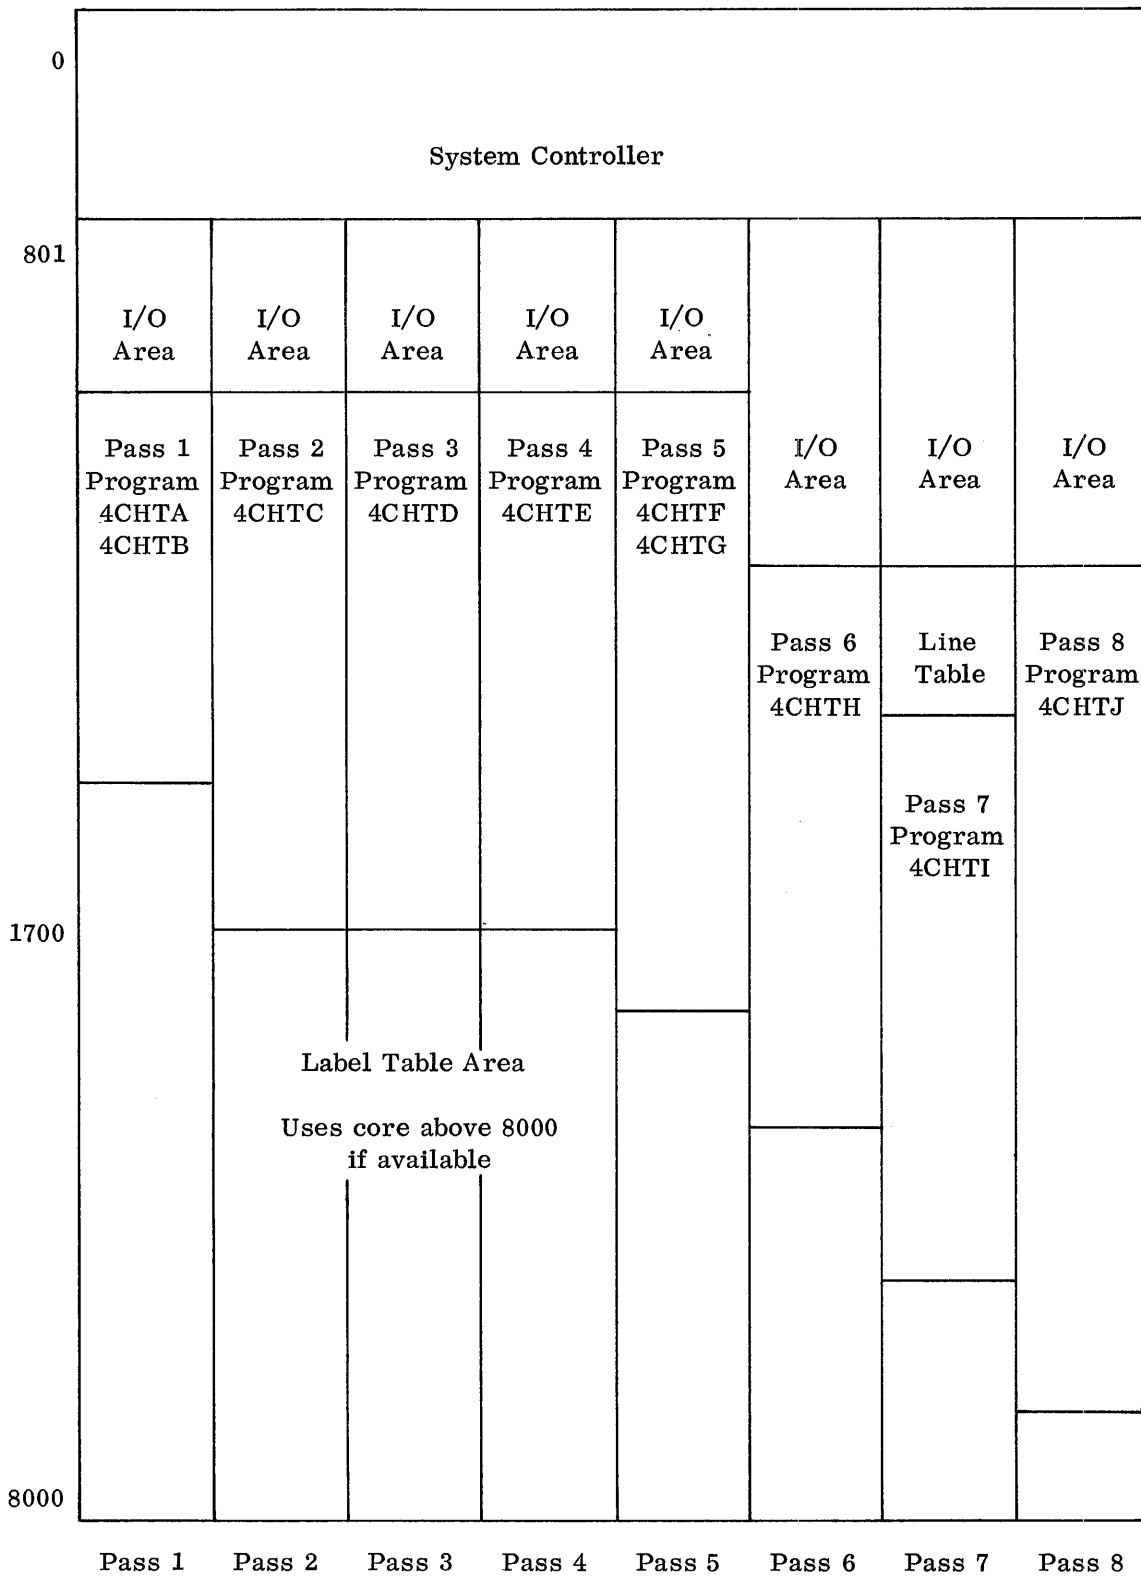 0
System Controller
801
I/O Area
I/O Area
I/O Area
I/O Area
I/O Area
Pass 1 Program 4CHTA 4CHTB
Pass 2 Program 4CHTC
Pass 3 Program 4CHTD
Pass 4 Program 4CHTE
Pass 5 Program 4CHTF 4CHTG
I/O Area
I/O Area
I/O Area
Pass 6 Program 4CHTH
Line Table
Pass 8 Program 4CHTJ
Pass 7 Program 4CHTI
1700
Label Table Area
Uses core above 8000
if available
8000
Pass 1 Pass 2 Pass 3 Pass 4 Pass 5 Pass 6 Pass 7 Pass 8